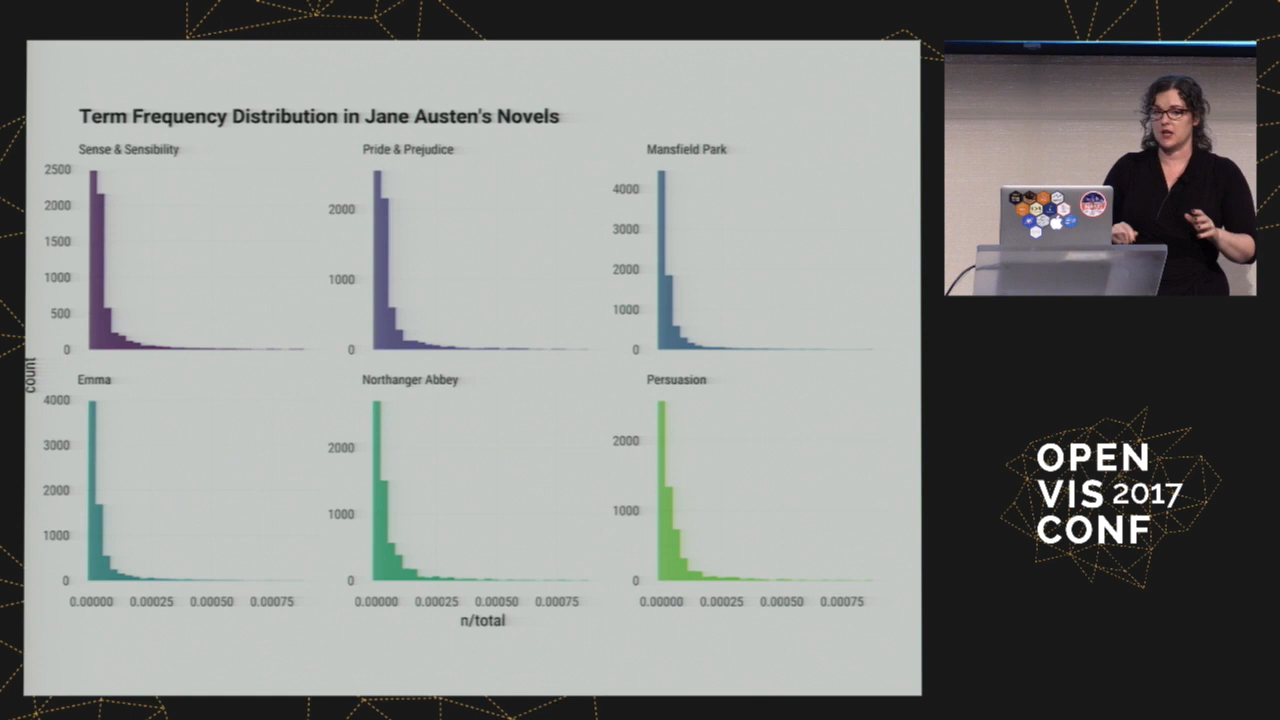 Term Frequency Distribution in Jane Austen's Novels
Sense & Sensibility
2500
2000
1500
1000
500
0
Pride & Prejudice
2000
1000
0
Mansfield Park
4000
3000
2000
1000
0
count
Emma
4000
3000
2000
1000
0
0.00000 0.00025 0.00050 0.00075
Northanger Abbey
2000
1000
0
0.00000 0.00025 0.00050 0.00075
Persuasion
2000
1000
0
0.00000 0.00025 0.00050 0.00075
n/total
OPEN
VIS 2017
CONF